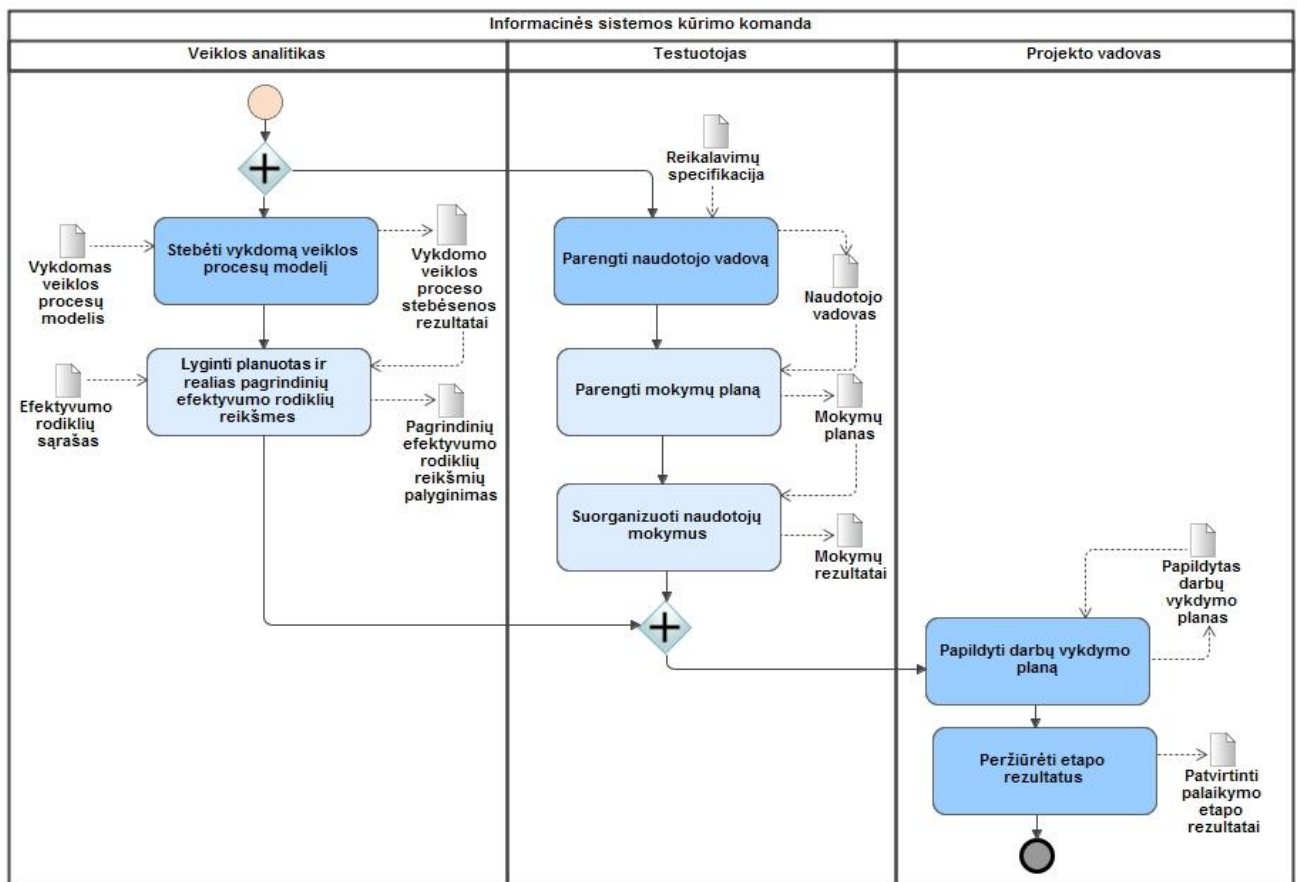 Informacinės sistemos kūrimo komanda
Veiklos analitikas
Testuotojas
Projekto vadovas
Reikalavimų
specifikacija
Stebėti vykdomą veiklos
procesų modelį
Vykdomas
veiklos
procesų
modelis
Vykdomo
veiklos
proceso
stebėsenos
rezultatai
Parengti naudotojo vadovą
Naudotojo
vadovas
Lyginti planuotas ir
realias pagrindinių
efektyvumo rodiklių
reikšmes
Efektyvumo
rodiklių
sąrašas
Pagrindinių
efektyvumo
rodiklių
reikšmių
palyginimas
Parengti mokymų planą
Mokymų
planas
Suorganizuoti naudotojų
mokymus
Mokymų
rezultatai
Papildytas
darbų
vykdymo
planas
Papildyti darbų vykdymo
planą
Peržiūrėti etapo
rezultatus
Patvirtinti
palaikymo
etapo
rezultatai